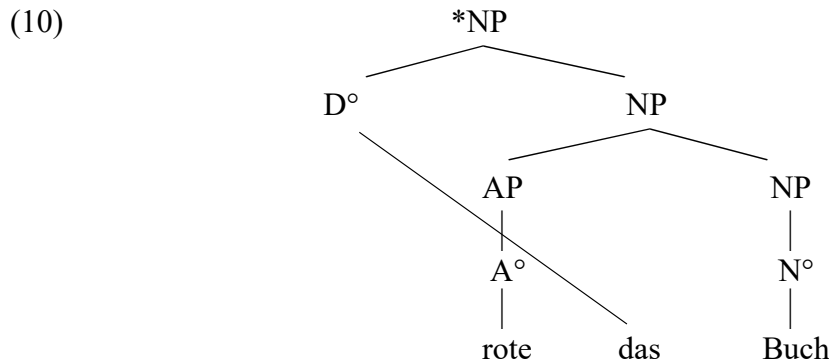 (10) *NP
D° NP
AP NP
A° N°
rote das Buch